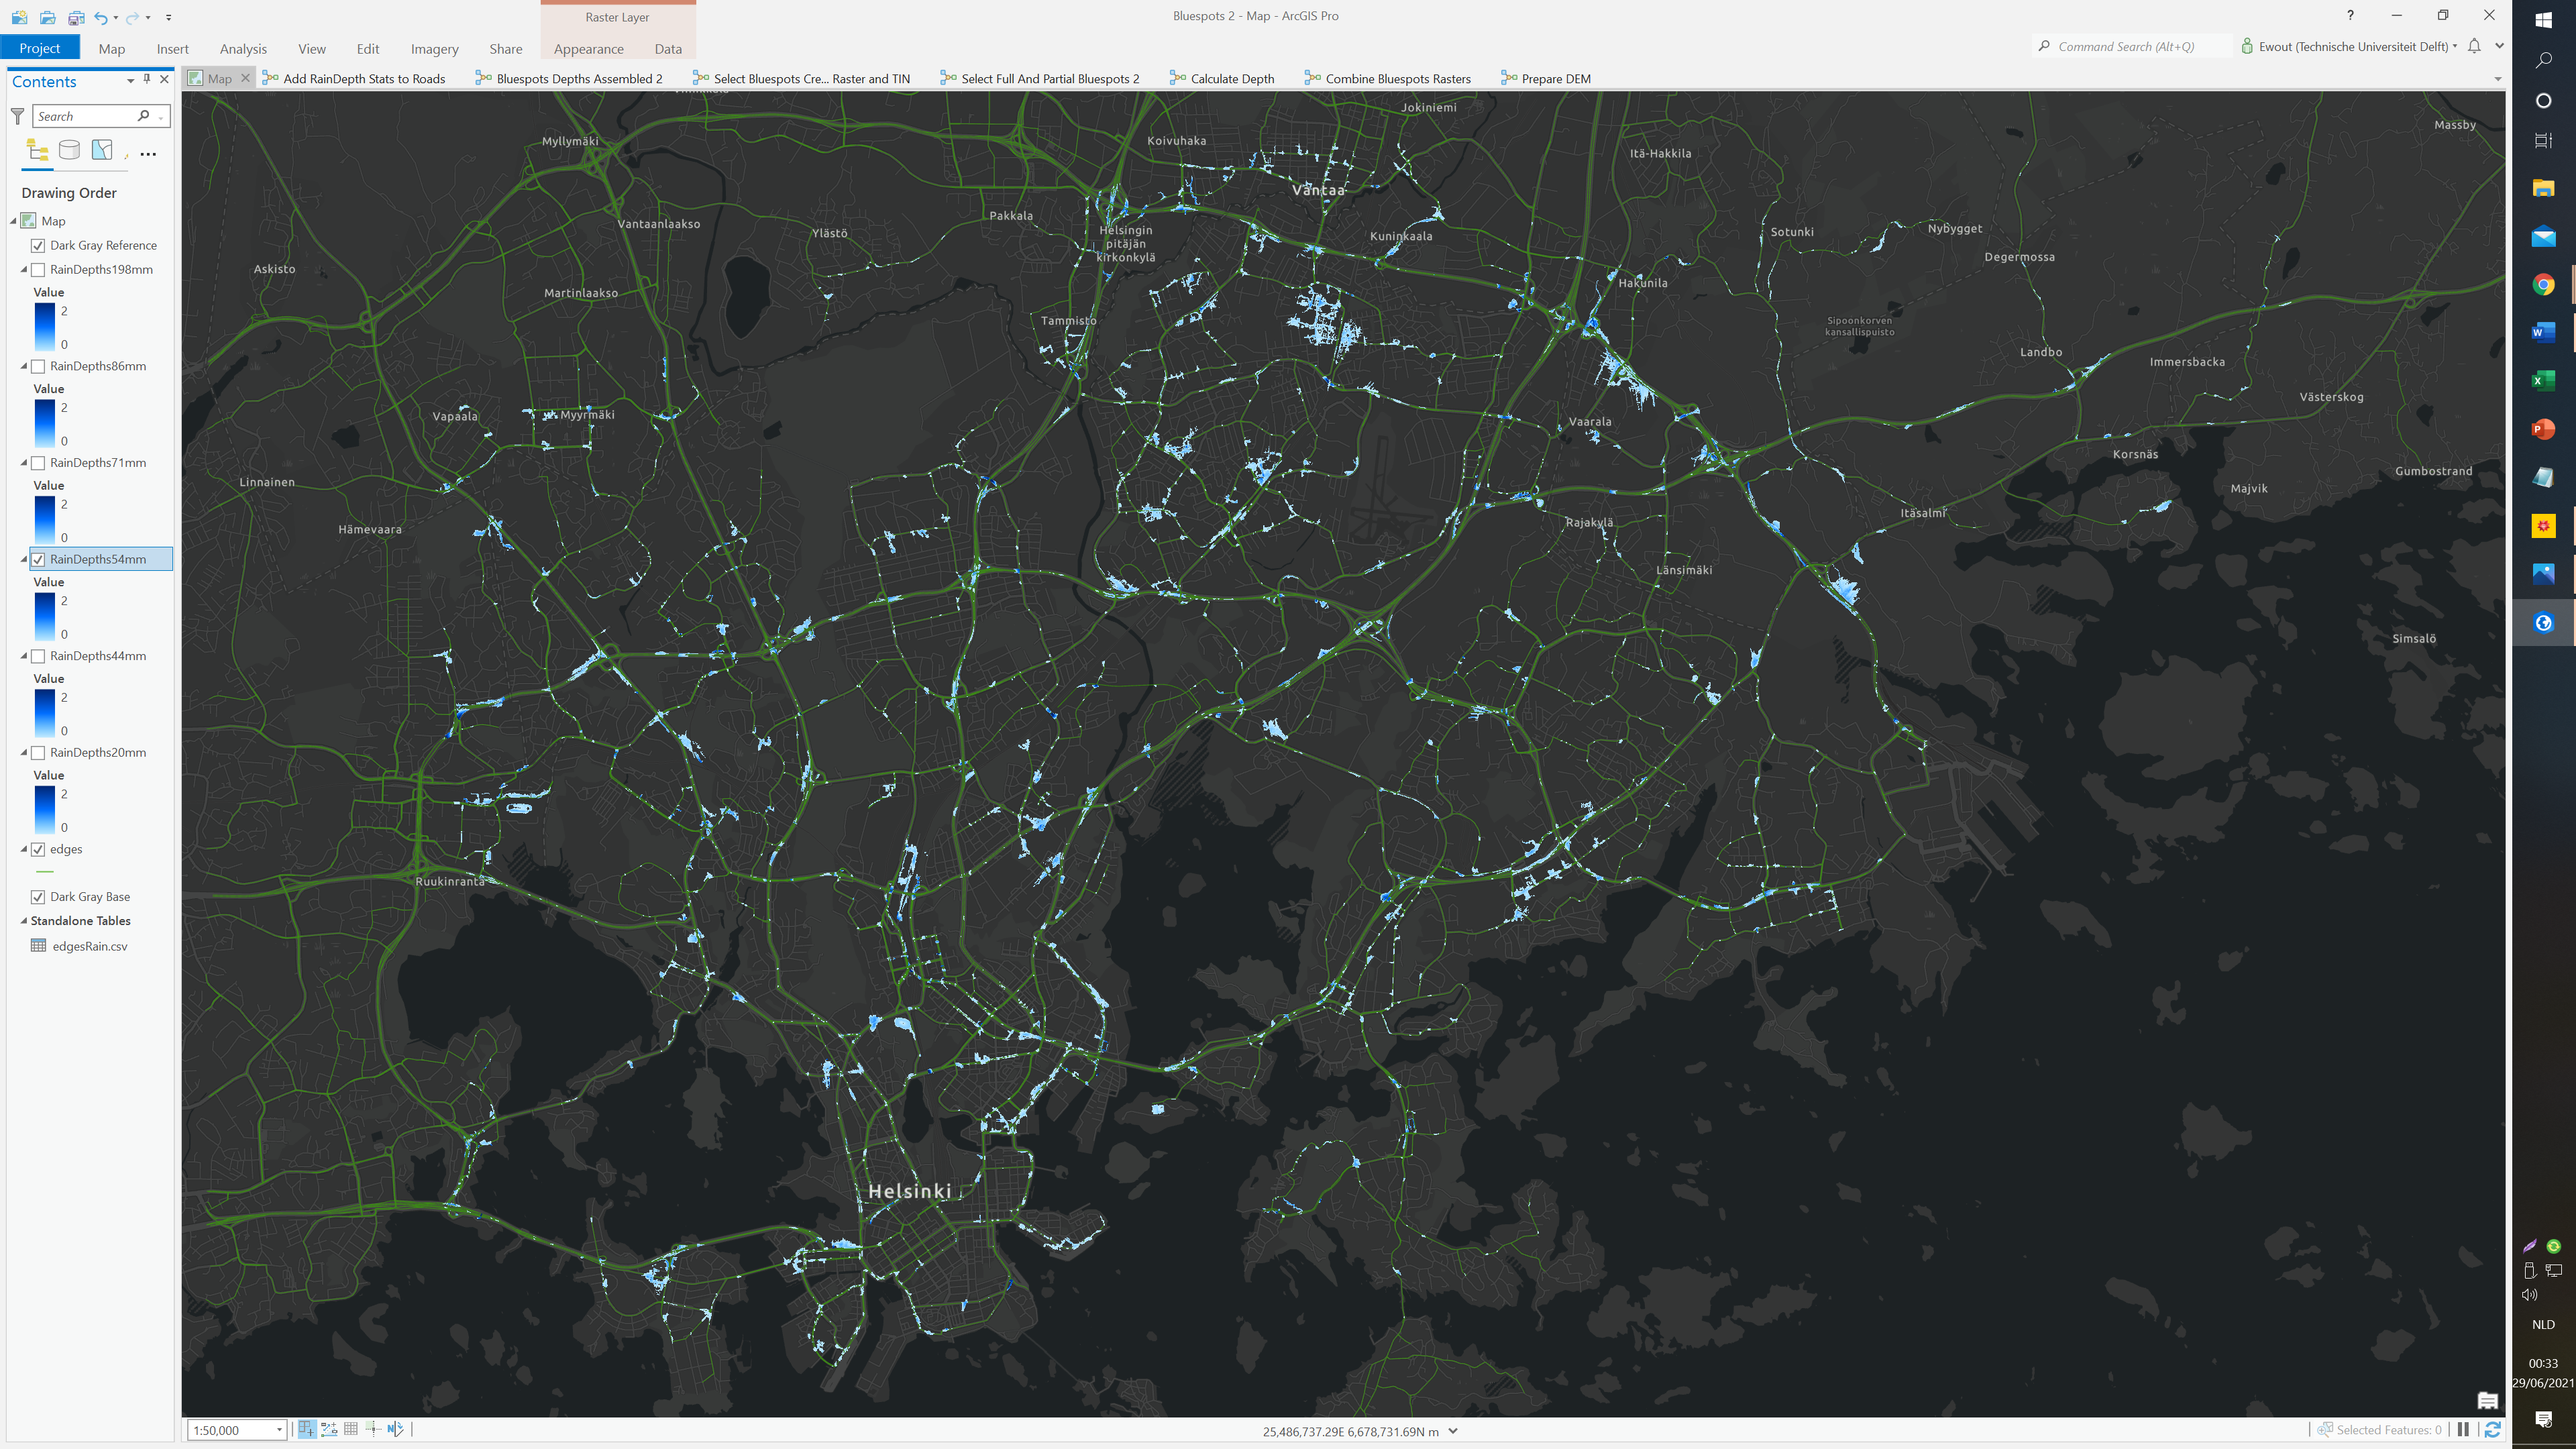 Raster Layer
Bluespots 2 - Map - ArcGIS Pro
?
Project
Map
Insert
Analysis
View
Edit
Imagery
Share
Appearance
Data
Command Search (Alt+Q)
Ewout (Technische Universiteit Delft)
Contents
Search
Drawing Order
Map
Dark Gray Reference
RainDepths198mm
Value
2
0
RainDepths86mm
Value
2
0
RainDepths71mm
Value
2
0
RainDepths54mm
Value
2
0
RainDepths44mm
Value
2
0
RainDepths20mm
Value
2
0
edges
Dark Gray Base
Standalone Tables
edgesRain.csv
Map
Add RainDepth Stats to Roads
Bluespots Depths Assembled 2
Select Bluespots Cre... Raster and TIN
Select Full And Partial Bluespots 2
Calculate Depth
Combine Bluespots Rasters
Prepare DEM
Jokiniemi
Massby
Myllymäki
Koivuhaka
Itä-Hakkila
Vantaa
Pakkala
Vantaanlaakso
Ylästö
Helsingin
pitäjän
kirkonkylä
Kuninkaala
Sotunki
Nybygget
Degermossa
Askisto
Martinlaakso
Hakunila
Tammisto
Sipoonkorven
kansallispuisto
Landbo
Immersbacka
Västerskog
Vapaala
Myyrmäki
Vaarala
Korsnäs
Gumbostrand
Linnainen
Majvik
Hämevaara
Rajakylä
Itäsalmi
Länsimäki
Simsalö
Ruukinranta
Helsinki
1:50,000
25,486,737.29E 6,678,731.69N m
Selected Features: 0
NLD
00:33
29/06/2021